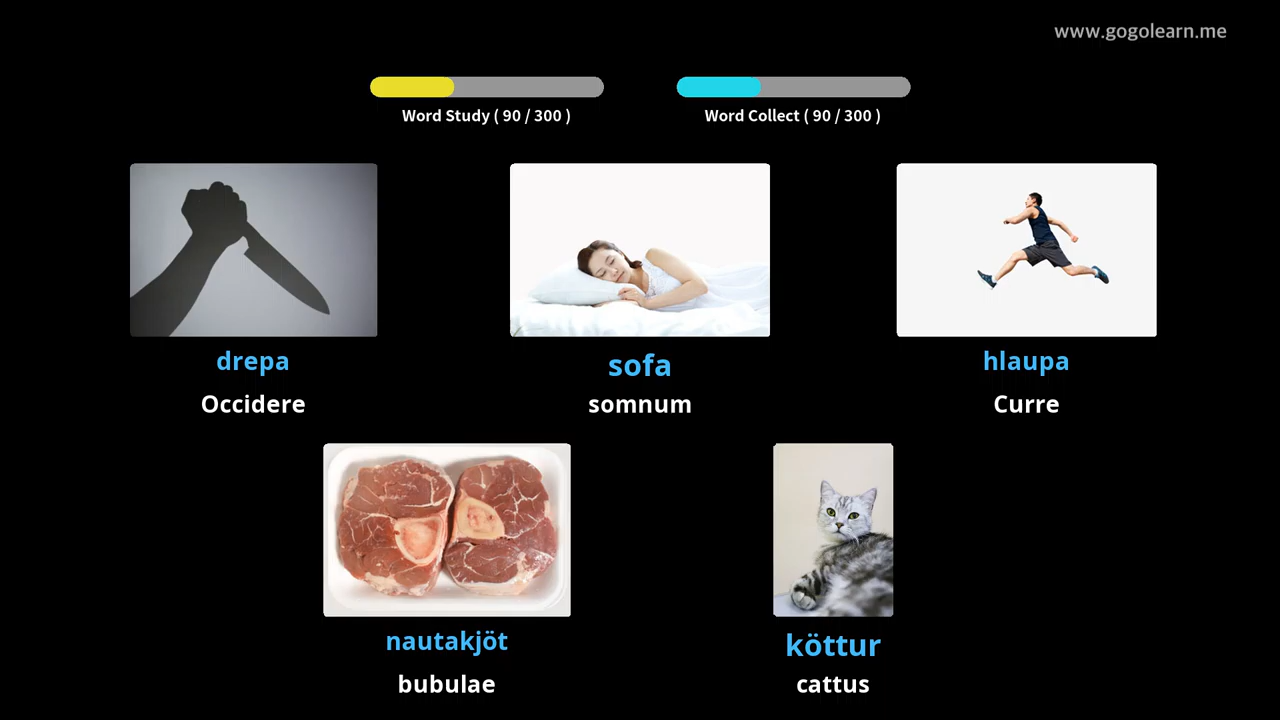 www.gogolearn.me
Word Study ( 90 / 300 )
Word Collect ( 90 / 300 )
drepa
Occidere
sofa
somnum
hlaupa
Curre
nautakjöt
bubulae
köttur
cattus